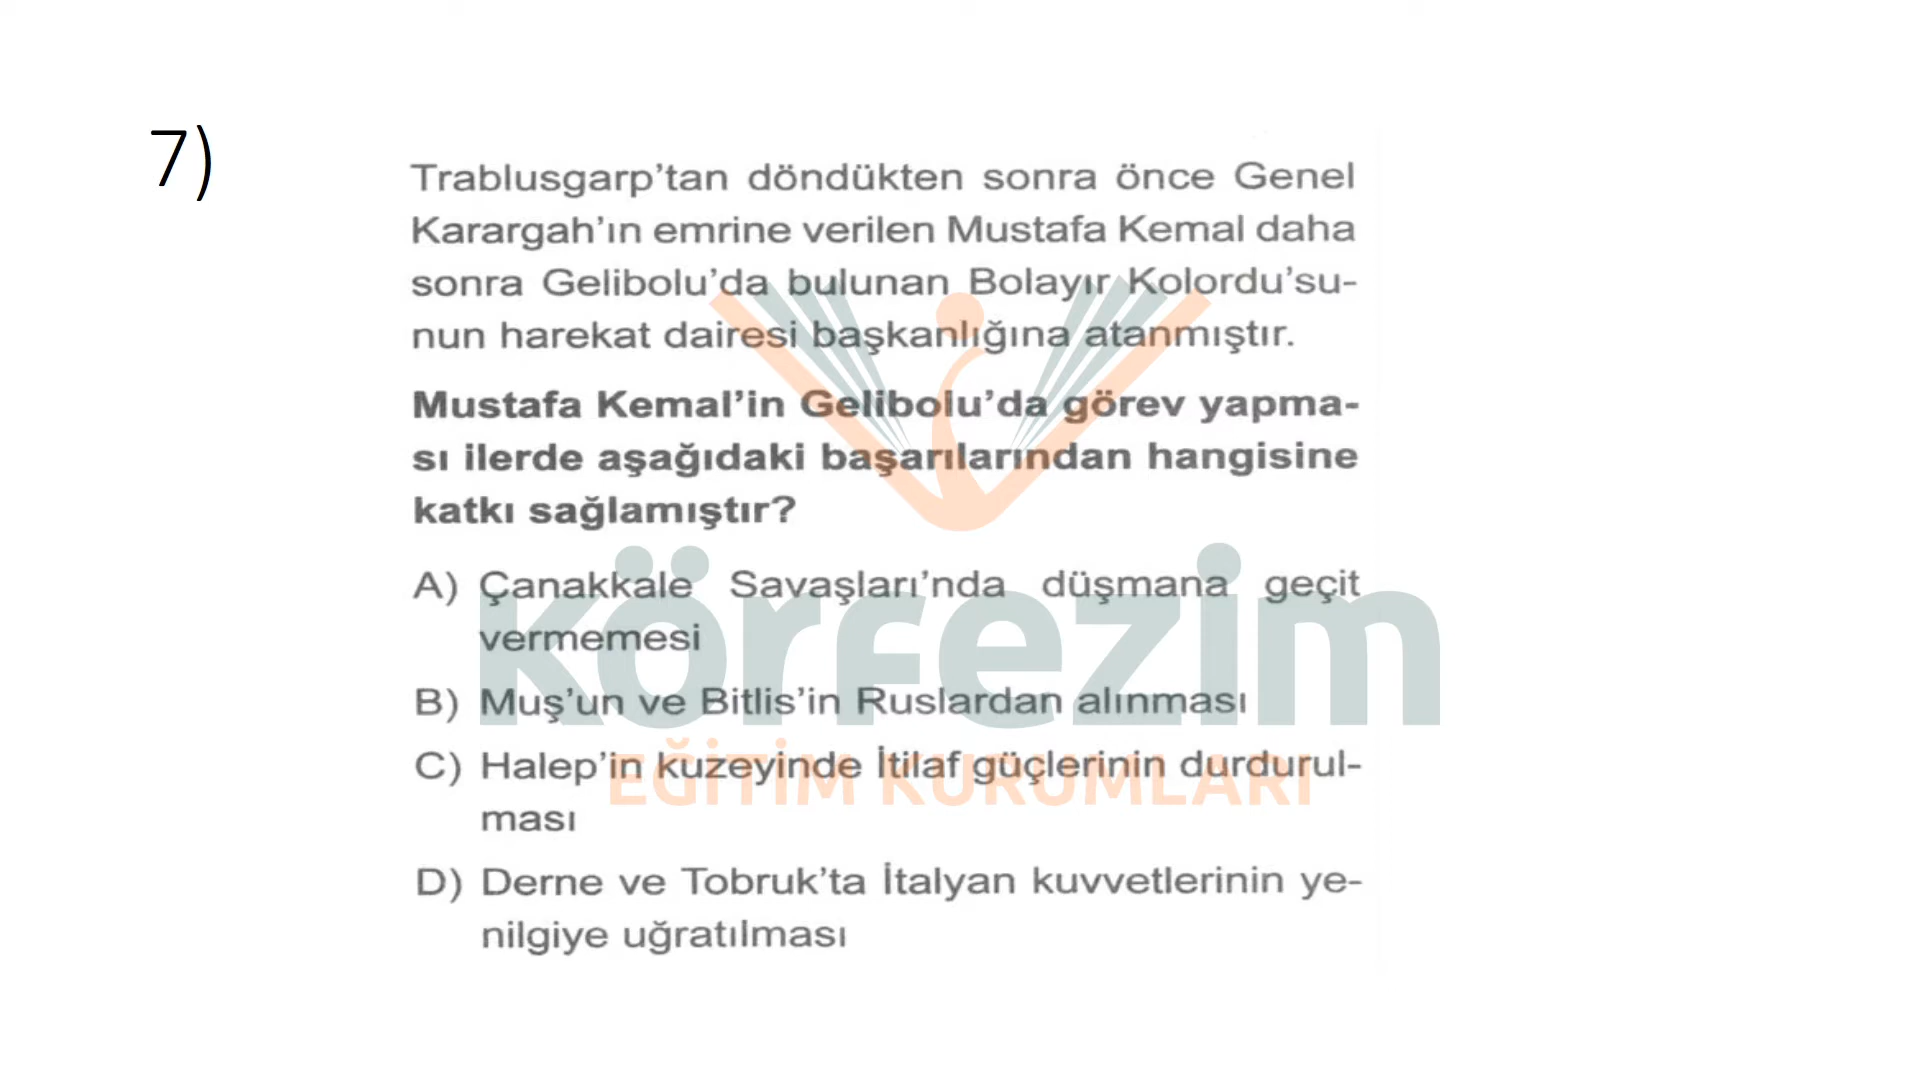 7)
Trablusgarp’tan döndükten sonra önce Genel
Karargah’ın emrine verilen Mustafa Kemal daha
sonra Gelibolu’da bulunan Bolayır Kolordu’su-
nun harekat dairesi başkanlığına atanmıştır.
Mustafa Kemal’in Gelibolu’da görev yapma-
sı ilerde aşağıdaki başarılarından hangisine
katkı sağlamıştır?
A) Çanakkale Savaşları’nda düşmana geçit
vermemesi
B) Muş’un ve Bitlis’in Ruslardan alınması
C) Halep’in kuzeyinde İtilaf güçlerinin durdurul-
ması
D) Derne ve Tobruk’ta İtalyan kuvvetlerinin ye-
nilgiye uğratılması
körfezim
EĞİTİM KURUMLARI